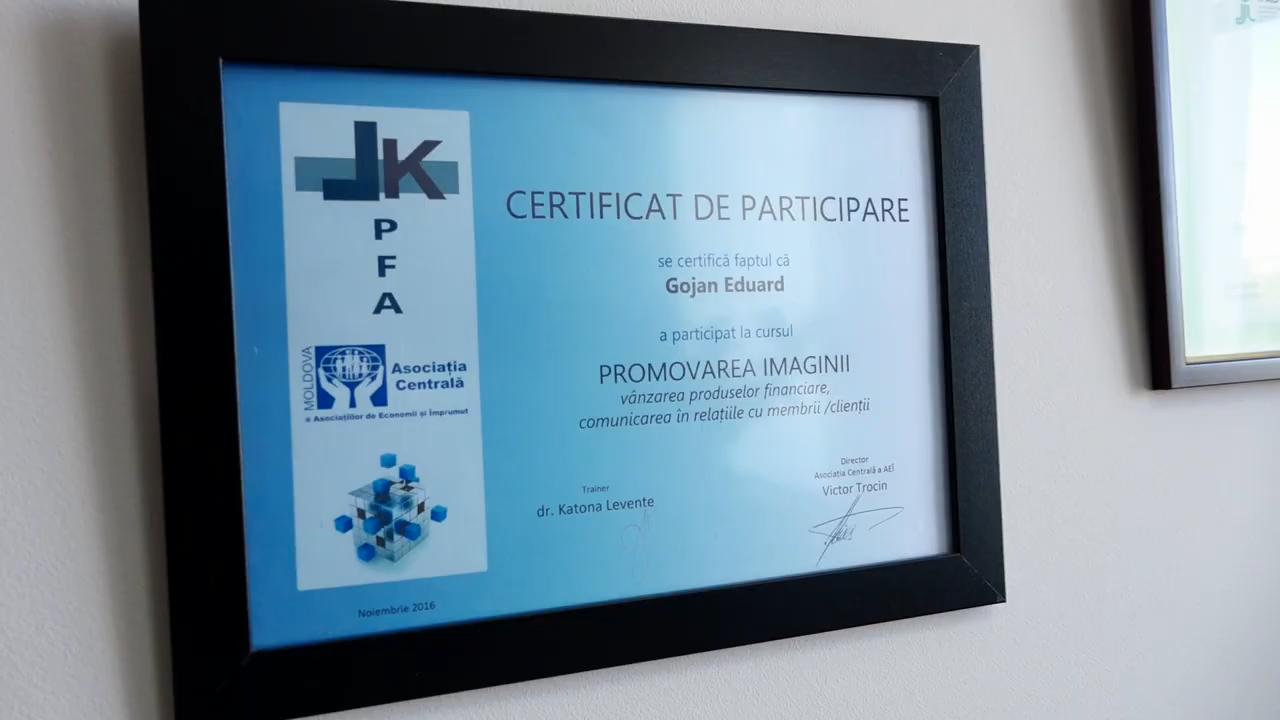 JK
P
F
A
MOLDOVA
Asociația
Centrală
a Asociațiilor de Economii și Împrumut
Noiembrie 2016
CERTIFICAT DE PARTICIPARE
se certifică faptul că
Gojan Eduard
a participat la cursul
PROMOVAREA IMAGINII
vânzarea produselor financiare,
comunicarea în relațiile cu membrii /clienții
Trainer
dr. Katona Levente
Director
Asociația Centrală a AEÎ
Victor Trocin